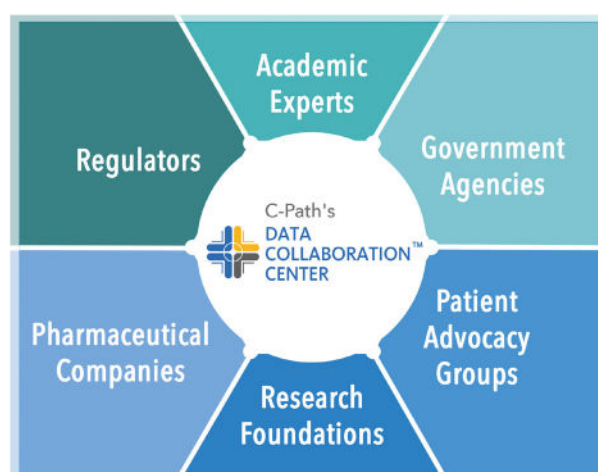 Academic
Experts
Regulators
Government
Agencies
C-Path's
DATA
COLLABORATION™
CENTER
Pharmaceutical
Companies
Patient
Advocacy
Groups
Research
Foundations